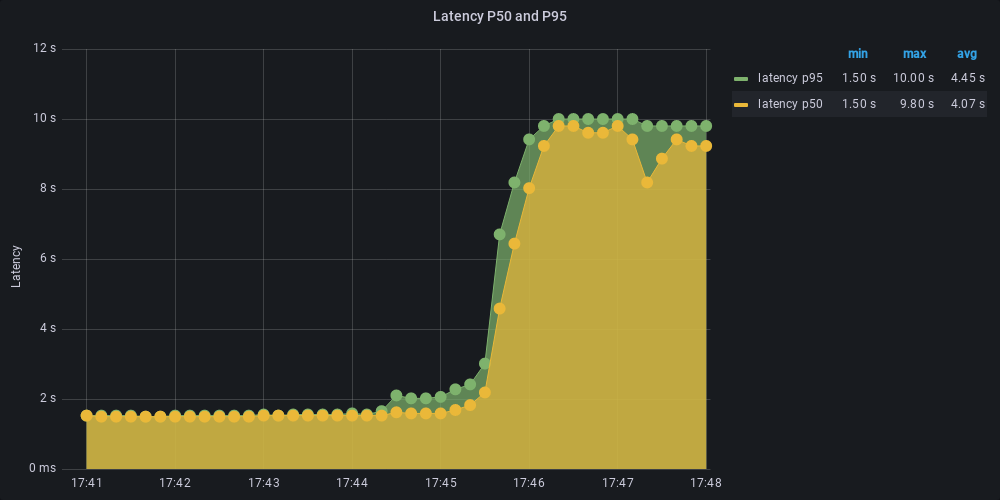 Latency P50 and P95
min max avg
latency p95 1.50 s 10.00 s 4.45 s
latency p50 1.50 s 9.80 s 4.07 s
12 s
10 s
8 s
6 s
4 s
2 s
0 ms
Latency
17:41 17:42 17:43 17:44 17:45 17:46 17:47 17:48